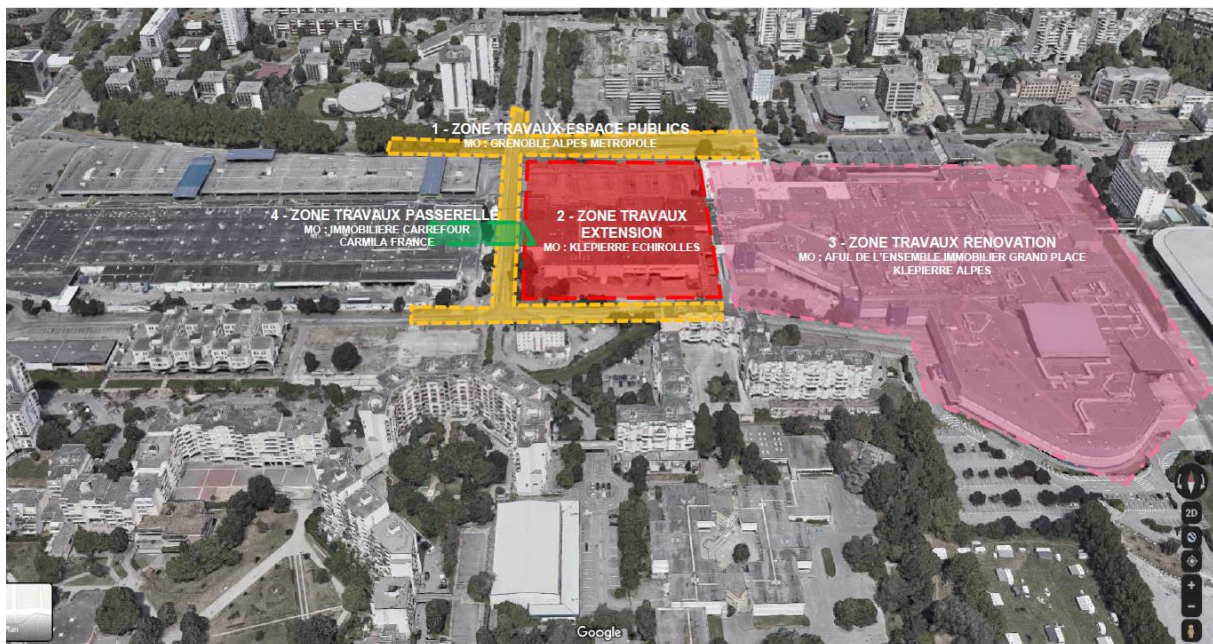 1 - ZONE TRAVAUX ESPACE PUBLICS
MO : GRENOBLE ALPES METROPOLE
4 - ZONE TRAVAUX PASSERELLE
MO : IMMOBILIERE CARREFOUR
CARMILA FRANCE
2 - ZONE TRAVAUX
EXTENSION
MO : KLEPIERRE ECHIROLLES
3 - ZONE TRAVAUX RENOVATION
MO : AFUL DE L'ENSEMBLE IMMOBILIER GRAND PLACE
KLEPIERRE ALPES
2D
Plan
Google